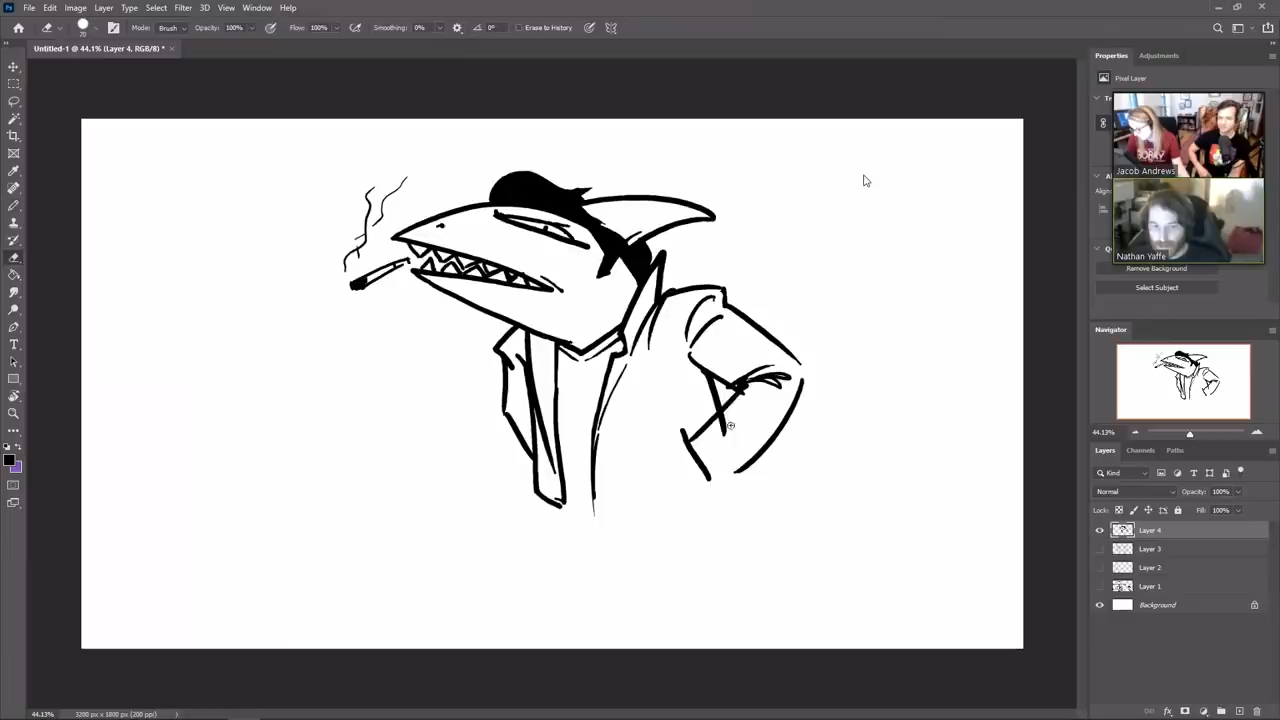 File Edit Image Layer Type Select Filter 3D View Window Help
Mode: Brush Opacity: 100% Flow: 100% Smoothing: 0% 0° Erase to History
Untitled-1 @ 44.1% (Layer 4, RGB/8) * ×
Properties Adjustments
Pixel Layer
Jacob Andrews
Nathan Yaffe
Remove Background
Select Subject
Navigator
44.13%
Layers Channels Paths
Kind
Normal Opacity: 100%
Lock: Fill: 100%
Layer 4
Layer 3
Layer 2
Layer 1
Background
44.13% 3200 px x 1800 px (200 ppi)